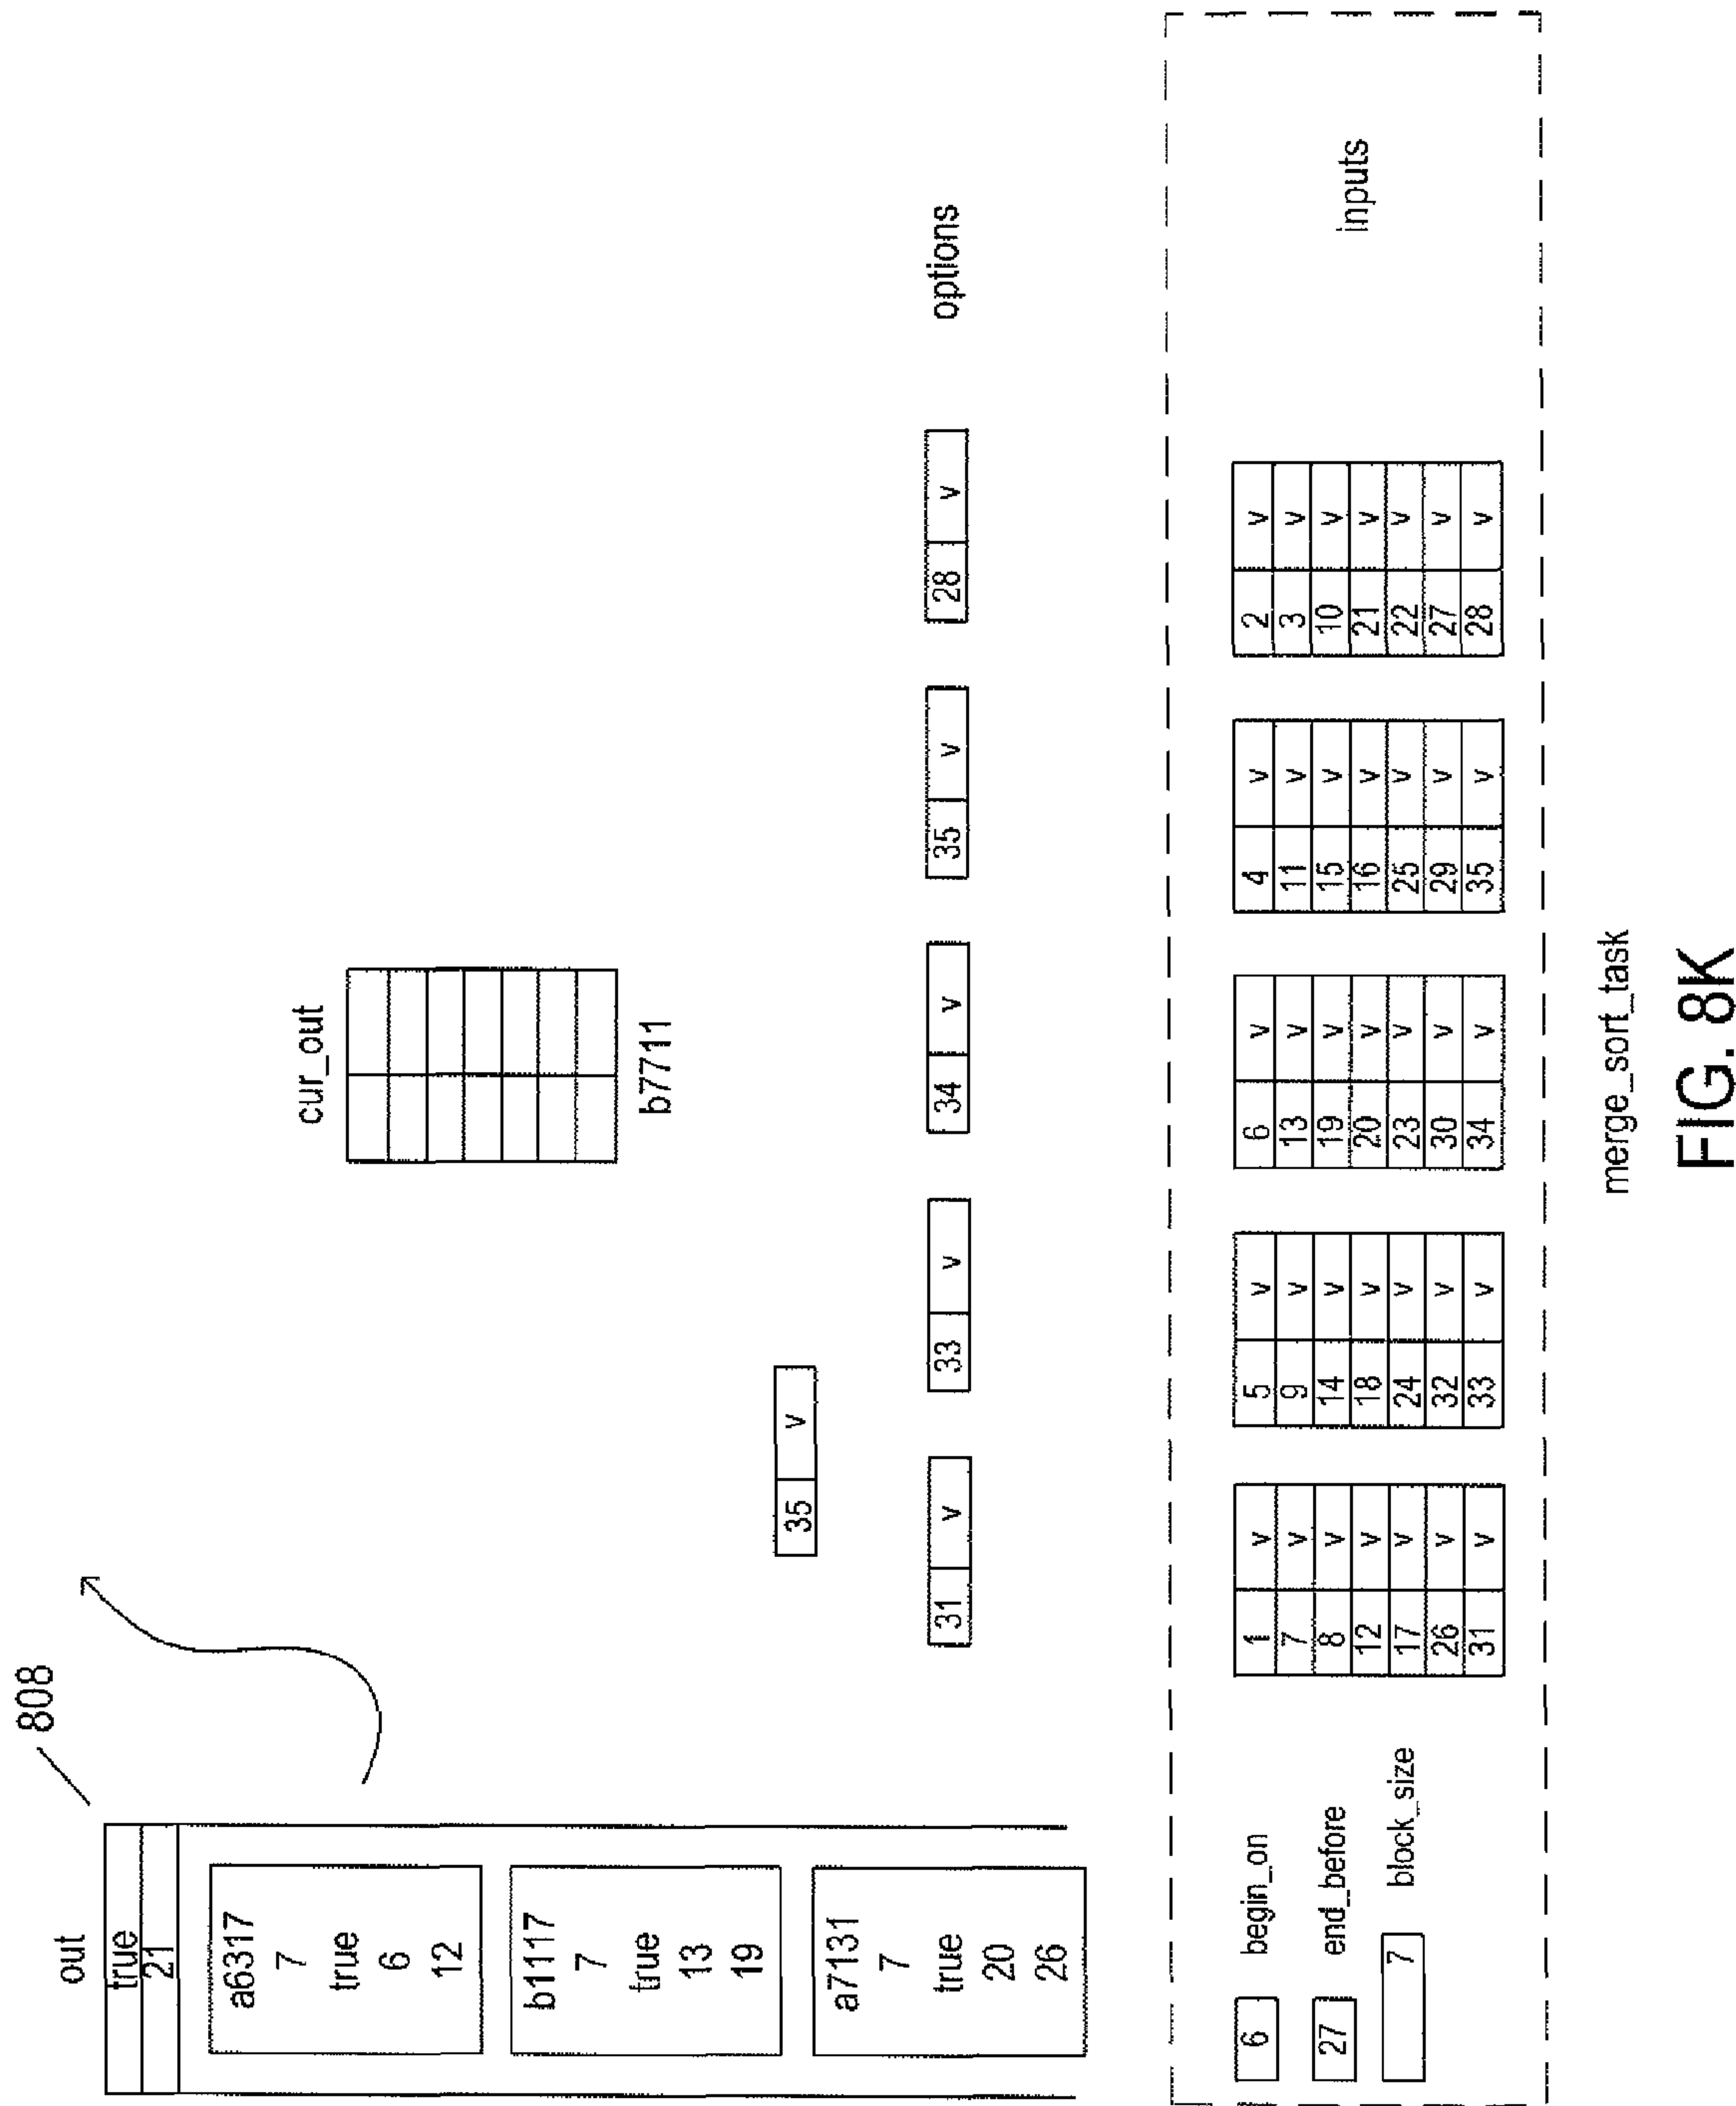 808
out
true
21
a6317
7
true
6
12
b1117
7
true
13
19
a7131
7
true
20
26
cur_out
b7711
35 v
31 v
33 v
34 v
35 v
28 v
options
6 begin_on
27 end_before
7 block_size
1 v
7 v
8 v
12 v
17 v
26 v
31 v
5 v
9 v
14 v
18 v
24 v
32 v
33 v
6 v
13 v
19 v
20 v
23 v
30 v
34 v
4 v
11 v
15 v
16 v
25 v
29 v
35 v
2 v
3 v
10 v
21 v
22 v
27 v
28 v
inputs
merge_sort_task
FIG. 8K